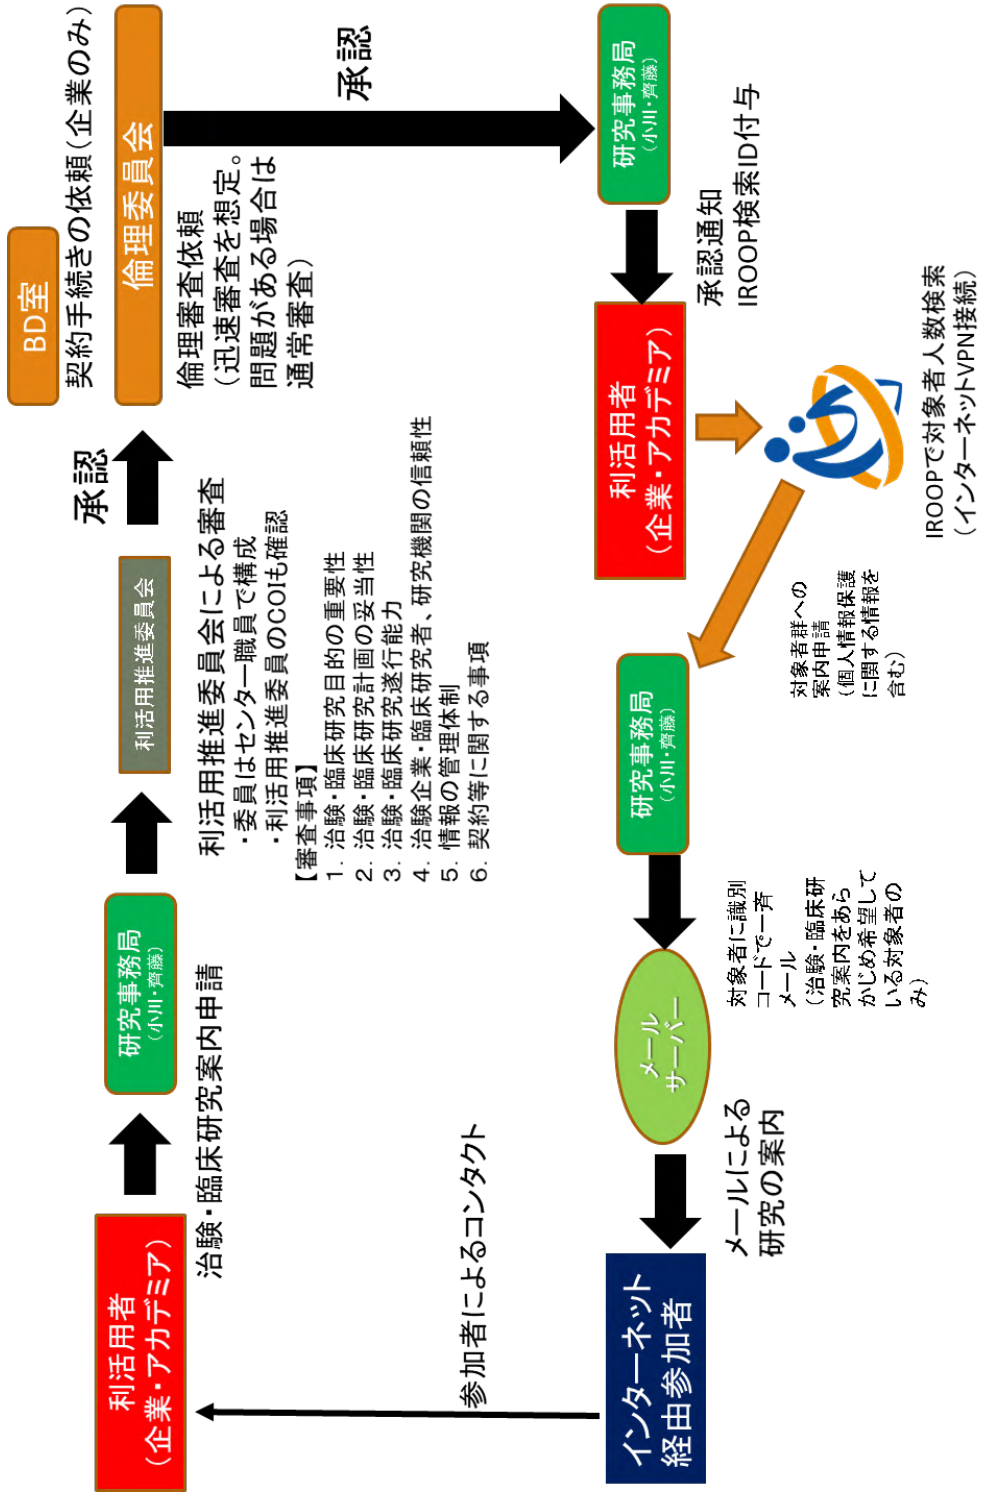 利活用者
（企業・アカデミア）
治験・臨床研究案内申請
研究事務局
（小川・齊藤）
利活用推進委員会
利活用推進委員会による審査
・委員はセンター職員で構成
・利活用推進委員のCOIも確認
【審査事項】
1. 治験・臨床研究目的の重要性
2. 治験・臨床研究計画の妥当性
3. 治験・臨床研究遂行能力
4. 治験企業・臨床研究者、研究機関の信頼性
5. 情報の管理体制
6. 契約等に関する事項
承認
BD室
契約手続きの依頼（企業のみ）
倫理委員会
倫理審査依頼
（迅速審査を想定。
問題がある場合は
通常審査）
承認
研究事務局
（小川・齊藤）
承認通知
IROOP検索ID付与
利活用者
（企業・アカデミア）
IROOPで対象者人数検索
（インターネットVPN接続）
対象者群への
案内申請
（個人情報保護
に関する情報を
含む）
研究事務局
（小川・齊藤）
対象者に識別
コードで一斉
メール
（治験・臨床研
究案内をあら
かじめ希望して
いる対象者の
み）
メール
サーバー
メールによる
研究の案内
インターネット
経由参加者
参加者によるコンタクト